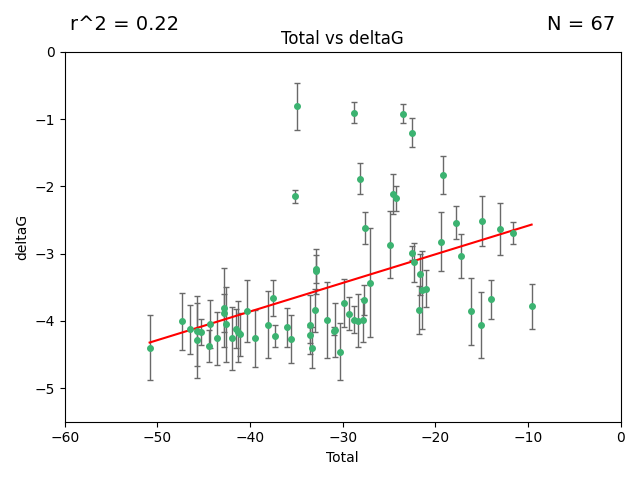 r^2 = 0.22
N = 67
Total vs deltaG
0
−1
−2
−3
−4
−5
deltaG
−60
−50
−40
−30
−20
−10
0
Total